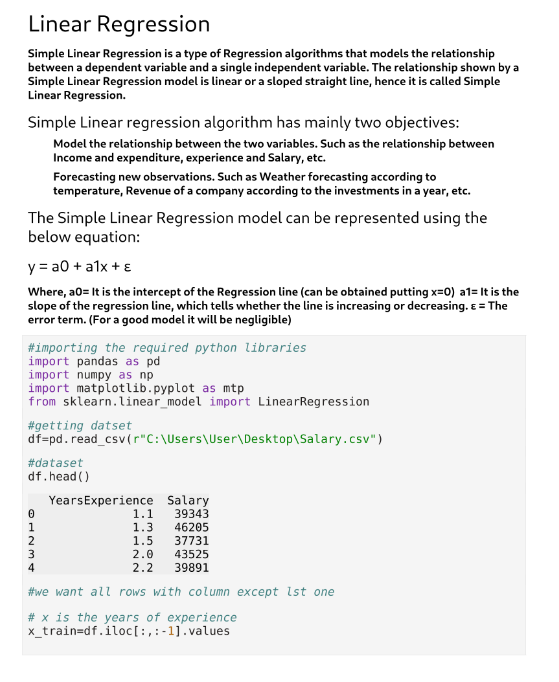 Linear Regression
Simple Linear Regression is a type of Regression algorithms that models the relationship
between a dependent variable and a single independent variable. The relationship shown by a
Simple Linear Regression model is linear or a sloped straight line, hence it is called Simple
Linear Regression.
Simple Linear regression algorithm has mainly two objectives:
Model the relationship between the two variables. Such as the relationship between
Income and expenditure, experience and Salary, etc.
Forecasting new observations. Such as Weather forecasting according to
temperature, Revenue of a company according to the investments in a year, etc.
The Simple Linear Regression model can be represented using the
below equation:
y = a0 + a1x + ε
Where, a0= It is the intercept of the Regression line (can be obtained putting x=0) a1= It is the
slope of the regression line, which tells whether the line is increasing or decreasing. ε = The
error term. (For a good model it will be negligible)
#importing the required python libraries
import pandas as pd
import numpy as np
import matplotlib.pyplot as mtp
from sklearn.linear_model import LinearRegression
#getting datset
df=pd.read_csv(r"C:\Users\User\Desktop\Salary.csv")
#dataset
df.head()
YearsExperience Salary
0 1.1 39343
1 1.3 46205
2 1.5 37731
3 2.0 43525
4 2.2 39891
#we want all rows with column except lst one
# x is the years of experience
x_train=df.iloc[:,:-1].values